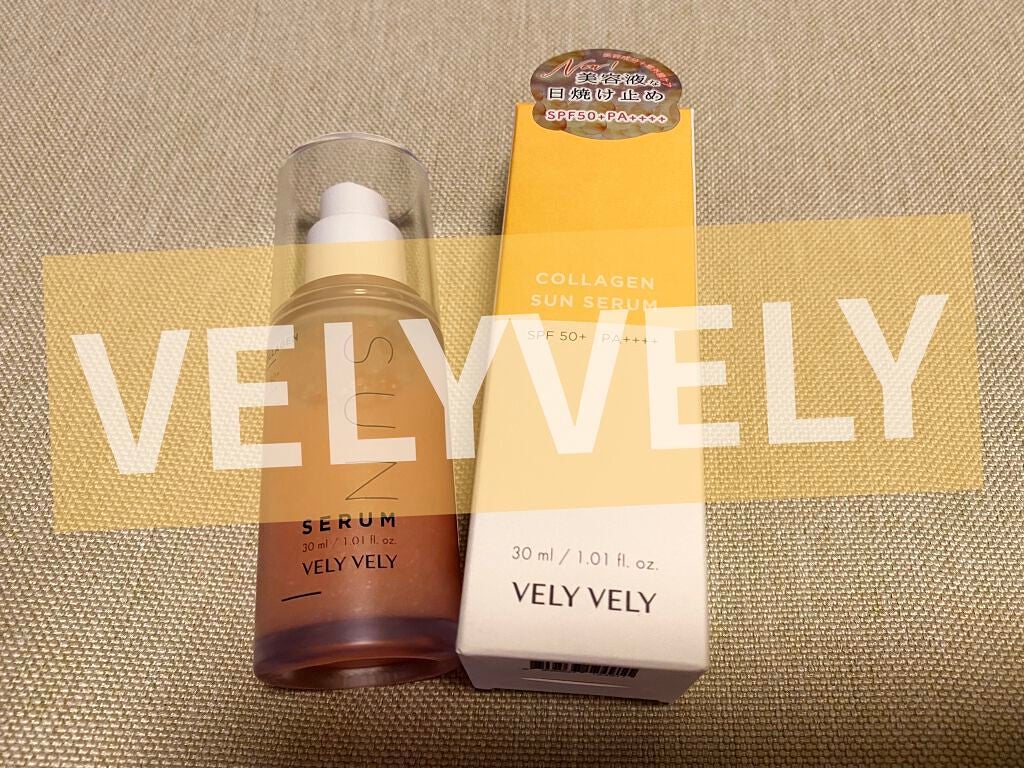 New!
美容液な
日焼け止め
SPF50+PA++++
COLLAGEN
SUN SERUM
SPF 50+ PA++++
VELYVELY
SUN
SERUM
30 ml / 1.01 fl. oz.
VELY VELY
30 ml / 1.01 fl. oz.
VELY VELY